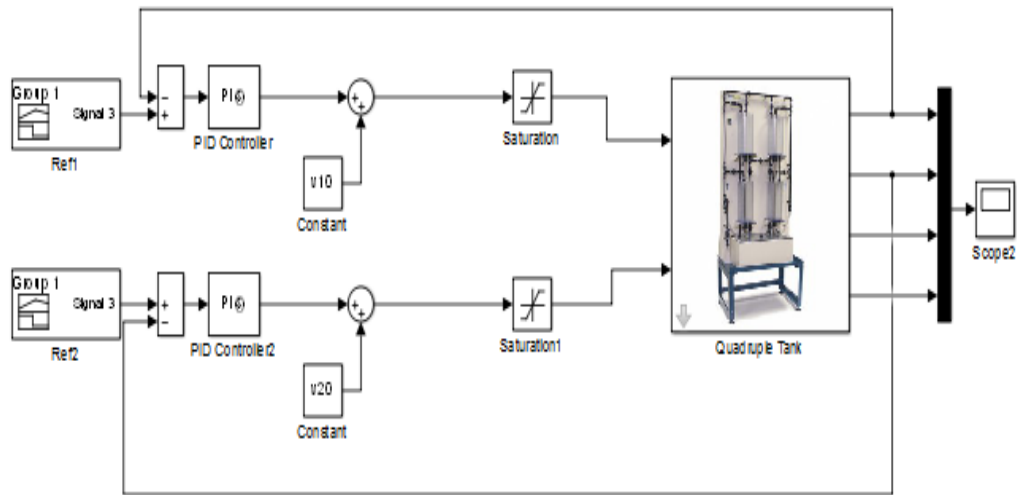 Group 1
Signal 3
Ref1
PI(s)
PID Controller
v10
Constant
Saturation
Quadruple Tank
Scope2
Group 1
Signal 3
Ref2
PI(s)
PID Controller2
v20
Constant
Saturation1